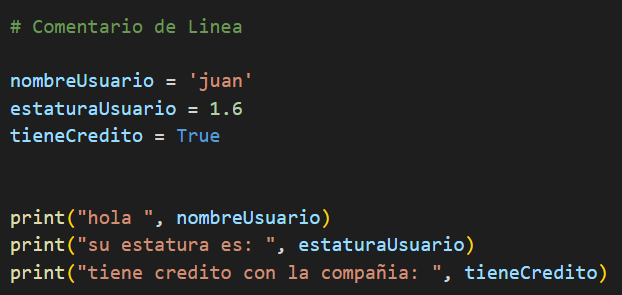 # Comentario de Linea
nombreUsuario = 'juan'
estaturaUsuario = 1.6
tieneCredito = True
print("hola ", nombreUsuario)
print("su estatura es: ", estaturaUsuario)
print("tiene credito con la compañia: ", tieneCredito)